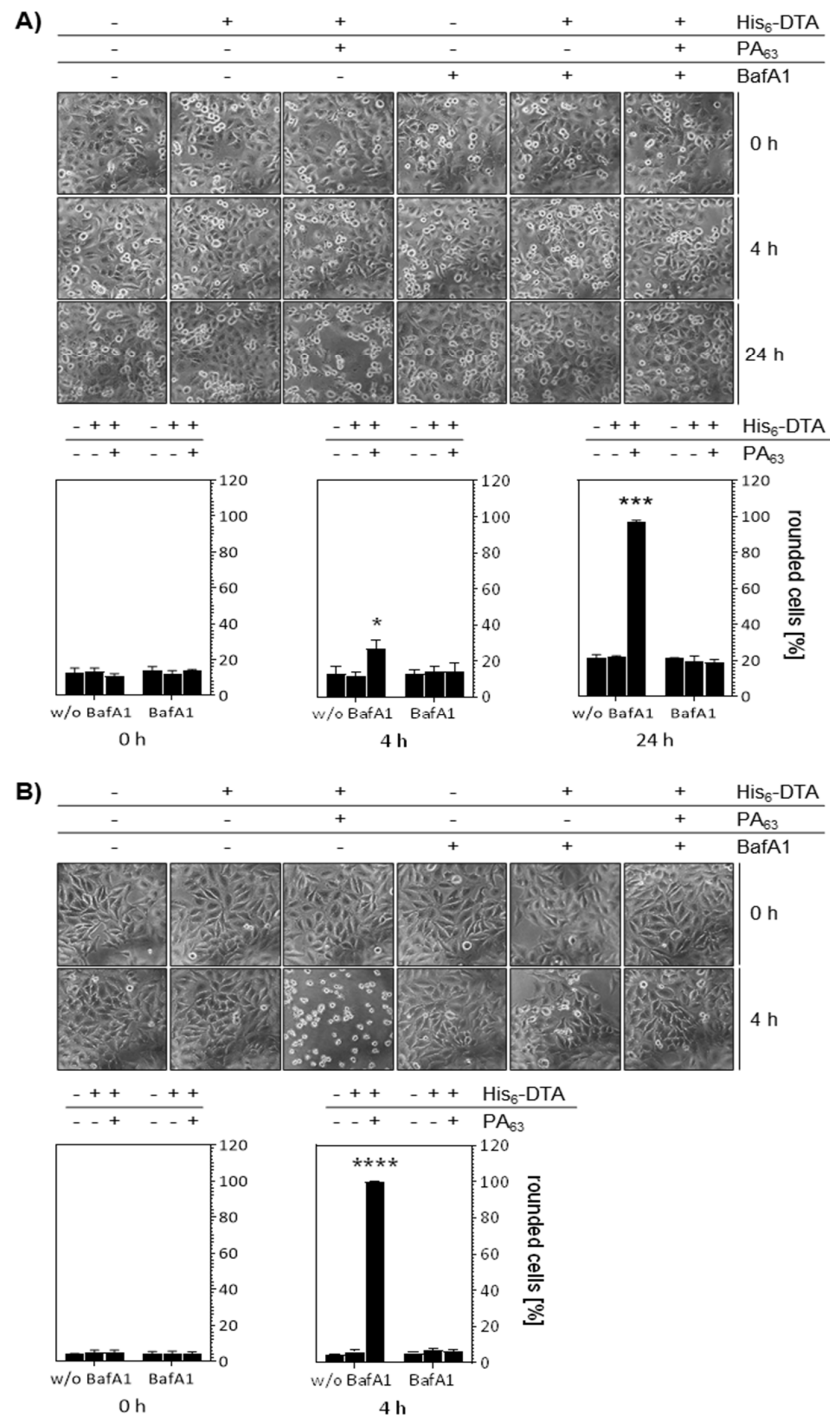 A)
- + + - + + His6-DTA
- - + - - + PA63
- - - + + + BafA1
0 h
4 h
24 h
- + + - + + - + + - + + - + + - + + His6-DTA
- - + - - + - - + - - + - - + - - + PA63
120 120 120
100 100 100
*** 
80 80 80
60 60 60
40 40 40
*
20 20 20
0 0 0
rounded cells [%]
w/o BafA1 BafA1 w/o BafA1 BafA1 w/o BafA1 BafA1
0 h 4 h 24 h
B)
- + + - + + His6-DTA
- - + - - + PA63
- - - + + + BafA1
0 h
4 h
- + + - + + - + + - + + His6-DTA
- - + - - + - - + - - + PA63
120 120
****
100 100
80 80
60 60
40 40
20 20
0 0
rounded cells [%]
w/o BafA1 BafA1 w/o BafA1 BafA1
0 h 4 h